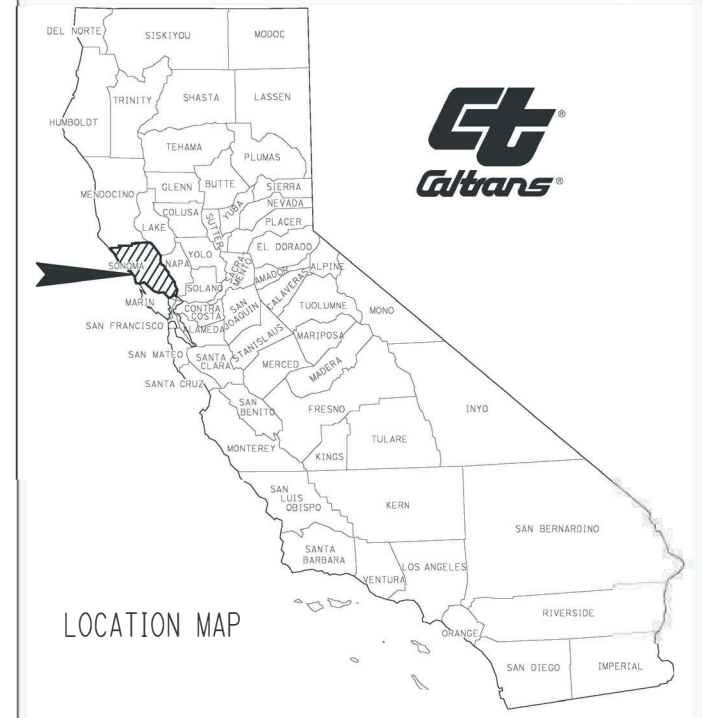 DEL NORTE
SISKIYOU
MODOC
TRINITY
SHASTA
LASSEN
HUMBOLDT
TEHAMA
PLUMAS
MENDOCINO
GLENN
BUTTE
SIERRA
NEVADA
YUBA
COLUSA
SUTTER
PLACER
LAKE
EL DORADO
YOLO
SONOMA
NAPA
SACRA-
MENTO
AMADOR
ALPINE
SOLANO
CALAVERAS
MARIN
CONTRA
COSTA
SAN
JOAQUIN
TUOLUMNE
MONO
SAN FRANCISCO
ALAMEDA
STANISLAUS
MARIPOSA
SAN MATEO
SANTA
CLARA
MERCED
MADERA
SANTA CRUZ
SAN
BENITO
FRESNO
INYO
MONTEREY
KINGS
TULARE
SAN
LUIS
OBISPO
KERN
SAN BERNARDINO
SANTA
BARBARA
VENTURA
LOS ANGELES
RIVERSIDE
ORANGE
SAN DIEGO
IMPERIAL
Ct®
Caltrans®
LOCATION MAP